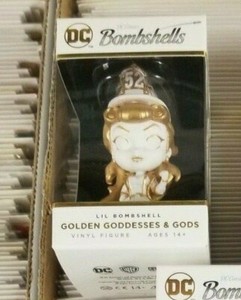 DC Bombshells
52
LIL BOMBSHELL
GOLDEN GODDESSES & GODS
VINYL FIGURE AGES 14+
DC
DC